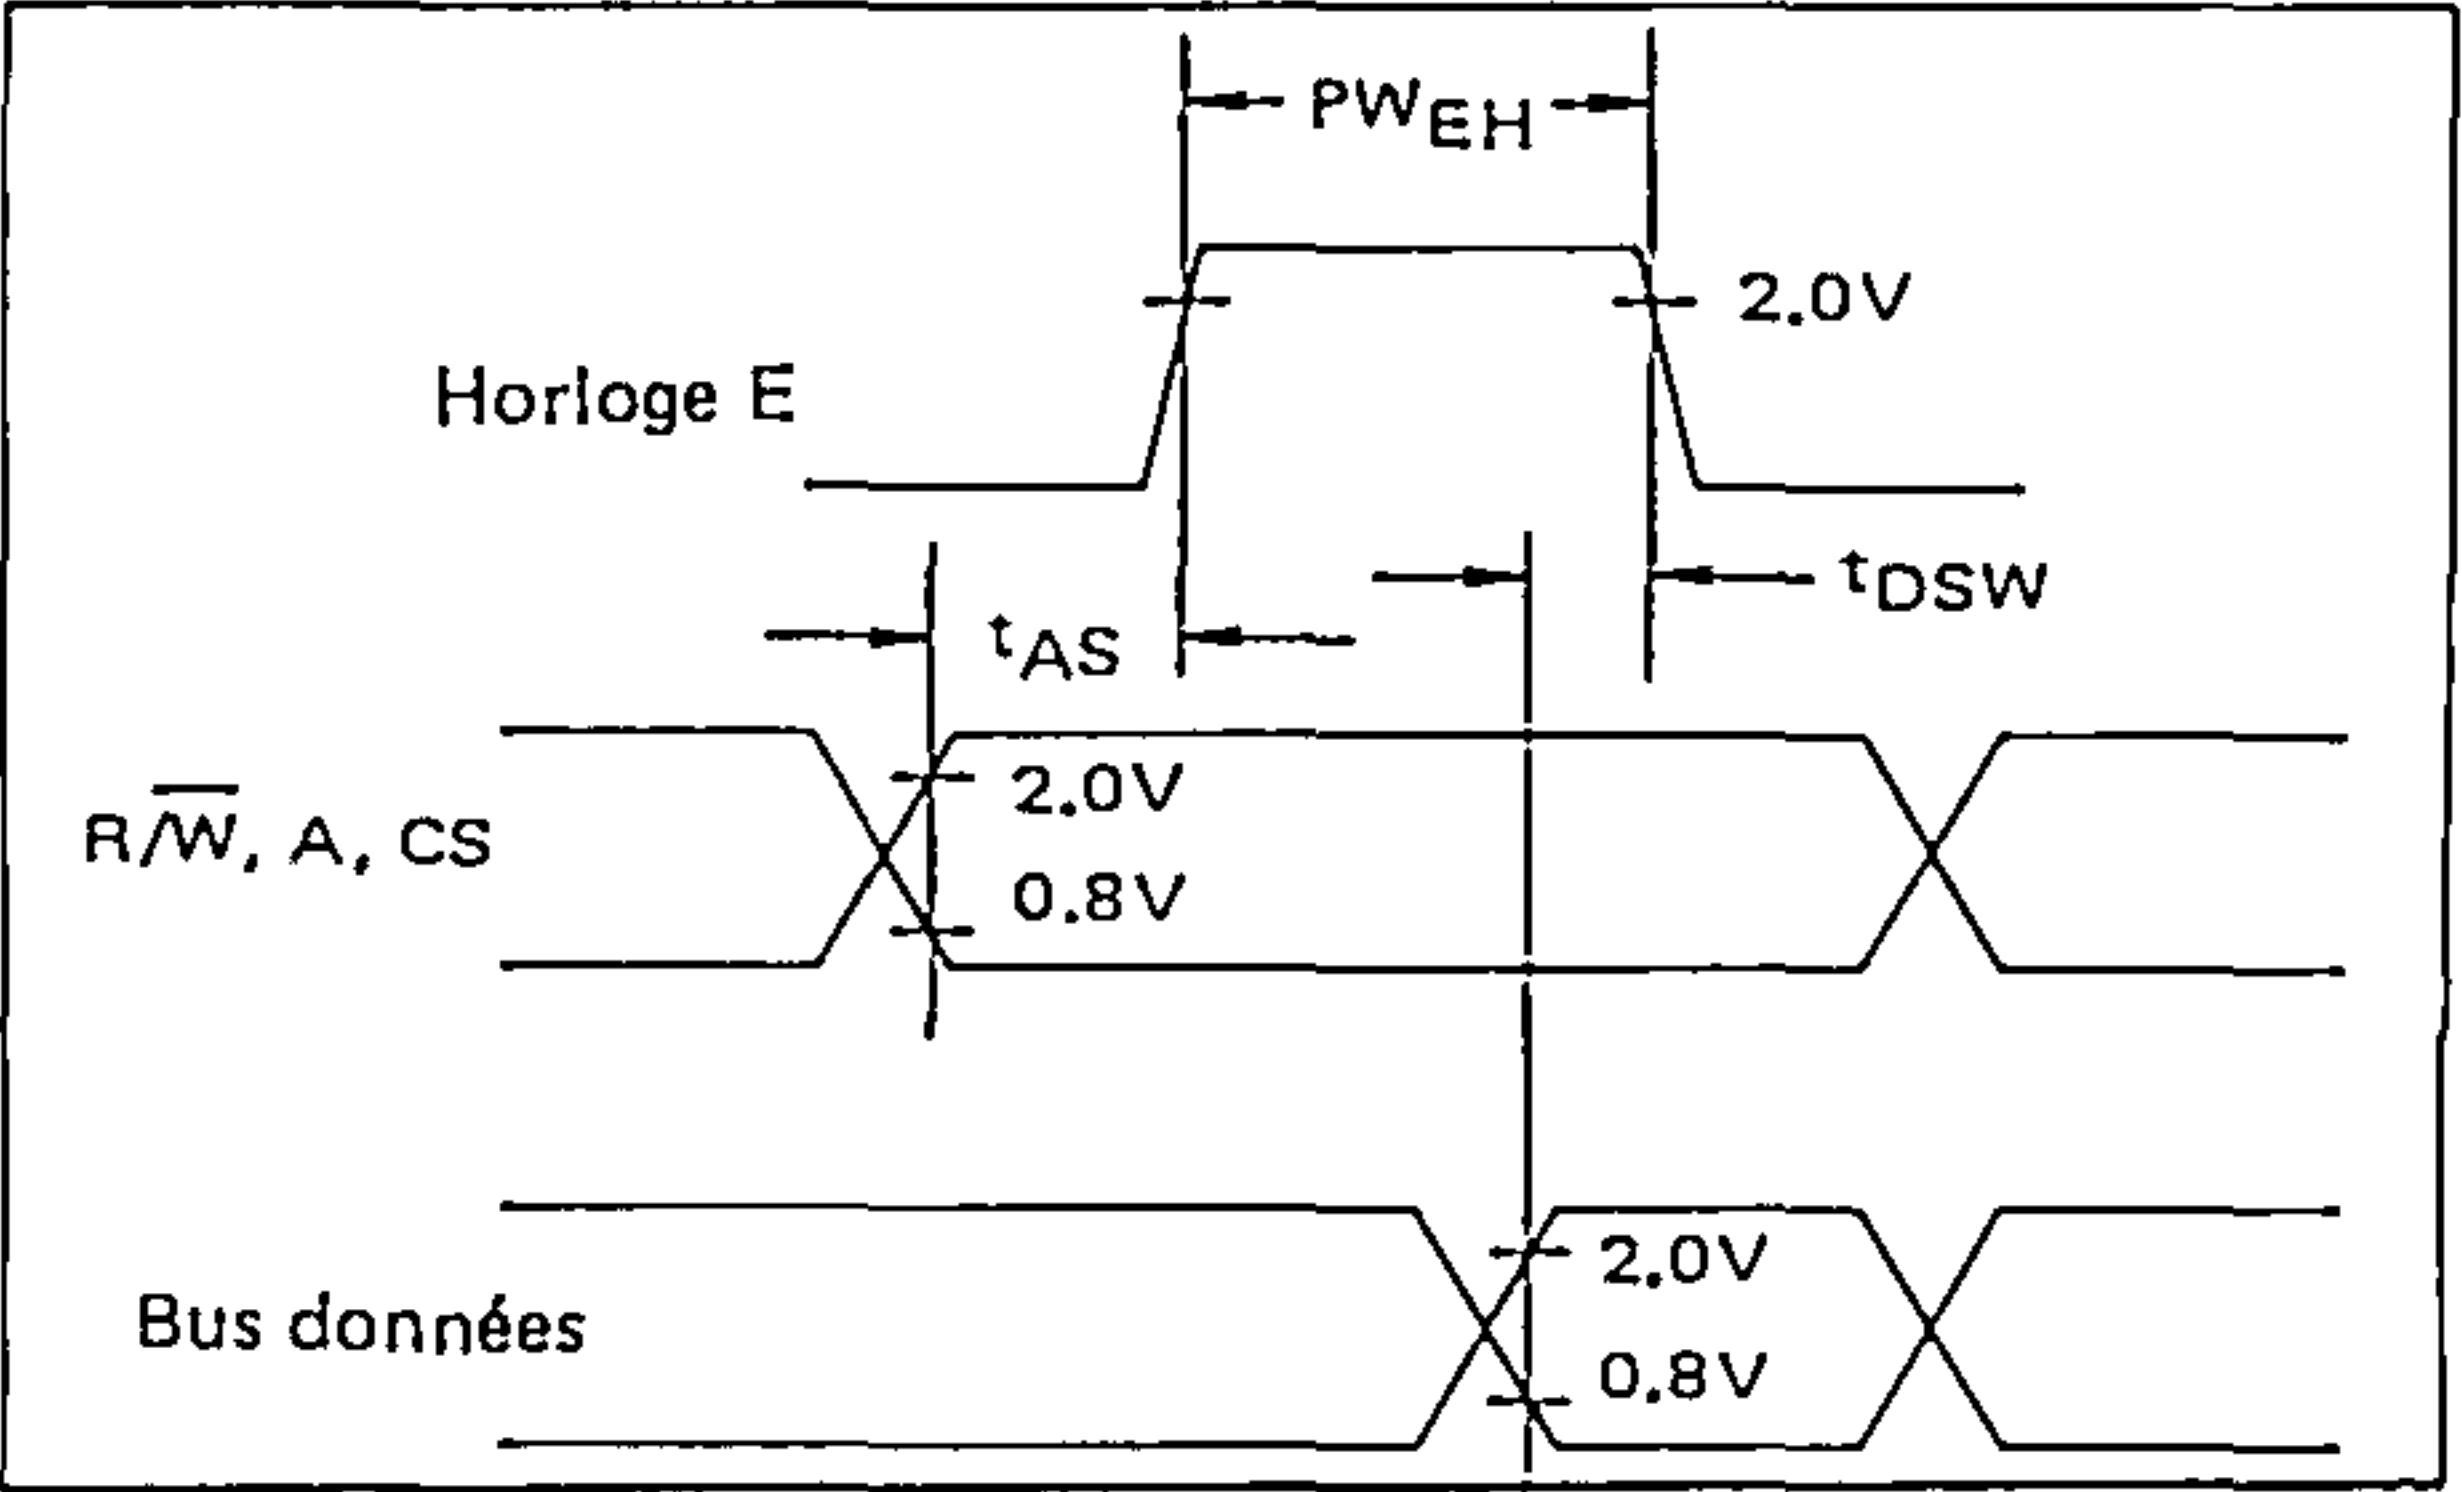 PWEH
2.0V
Horloge E
tDSW
tAS
2.0V
R/W, A, CS
0.8V
2.0V
Bus données
0.8V